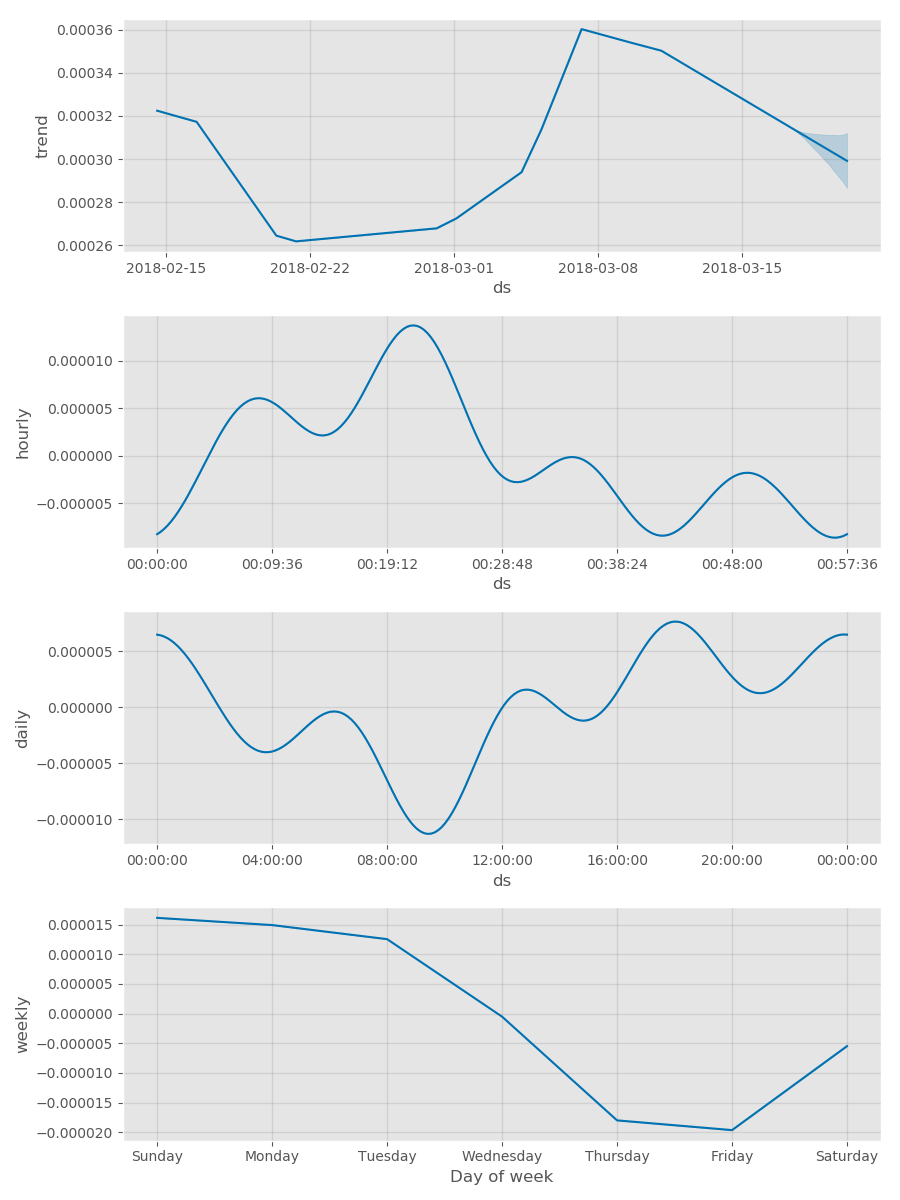 0.00036
0.00034
0.00032
0.00030
0.00028
0.00026
trend
2018-02-15 2018-02-22 2018-03-01 2018-03-08 2018-03-15
ds
0.000010
0.000005
0.000000
−0.000005
hourly
00:00:00 00:09:36 00:19:12 00:28:48 00:38:24 00:48:00 00:57:36
ds
0.000005
0.000000
−0.000005
−0.000010
daily
00:00:00 04:00:00 08:00:00 12:00:00 16:00:00 20:00:00 00:00:00
ds
0.000015
0.000010
0.000005
0.000000
−0.000005
−0.000010
−0.000015
−0.000020
weekly
Sunday Monday Tuesday Wednesday Thursday Friday Saturday
Day of week